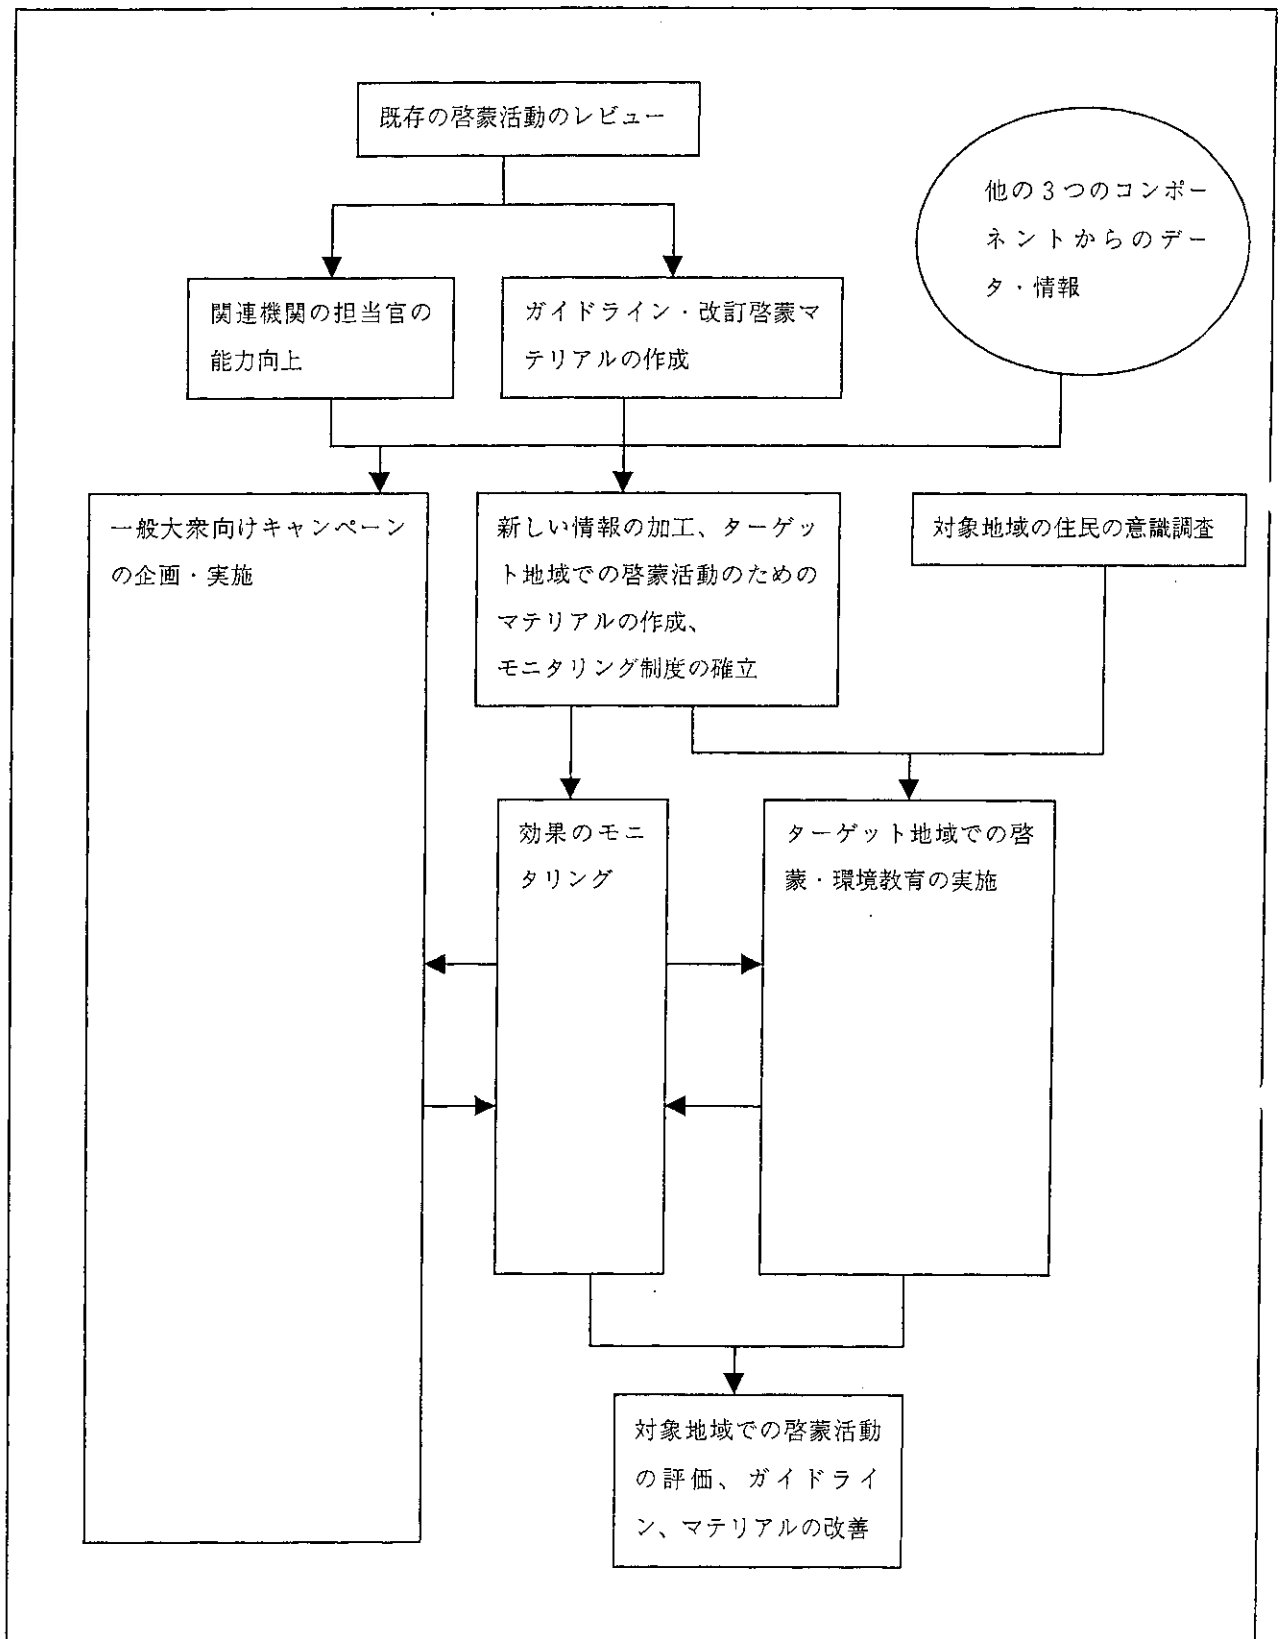 既存の啓蒙活動のレビュー
他の3つのコンポー
ネントからのデー
タ・情報
関連機関の担当官の
能力向上
ガイドライン・改訂啓蒙マ
テリアルの作成
一般大衆向けキャンペーン
の企画・実施
新しい情報の加工、ターゲッ
ト地域での啓蒙活動のための
マテリアルの作成、
モニタリング制度の確立
対象地域の住民の意識調査
効果のモニ
タリング
ターゲット地域での啓
蒙・環境教育の実施
対象地域での啓蒙活動
の評価、ガイドライ
ン、マテリアルの改善